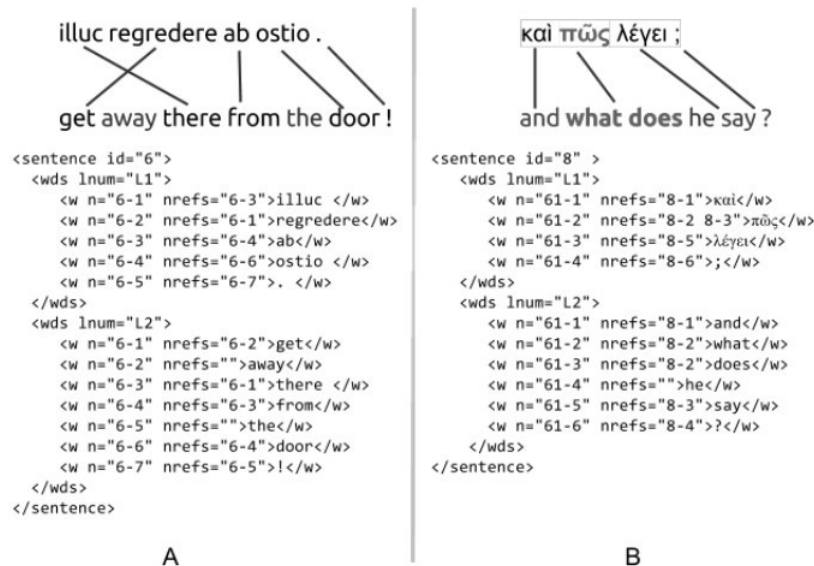 illuc regredere ab ostio .
get away there from the door !
<sentence id="6">
<wds lnum="L1">
<w n="6-1" nrefs="6-3">illuc </w>
<w n="6-2" nrefs="6-1">regredere</w>
<w n="6-3" nrefs="6-4">ab</w>
<w n="6-4" nrefs="6-6">ostio </w>
<w n="6-5" nrefs="6-7">. </w>
</wds>
<wds lnum="L2">
<w n="6-1" nrefs="6-2">get</w>
<w n="6-2" nrefs="">away</w>
<w n="6-3" nrefs="6-1">there </w>
<w n="6-4" nrefs="6-3">from</w>
<w n="6-5" nrefs="">the</w>
<w n="6-6" nrefs="6-4">door</w>
<w n="6-7" nrefs="6-5">!</w>
</wds>
</sentence>
A
καὶ πῶς λέγει ;
and what does he say ?
<sentence id="8" >
<wds lnum="L1">
<w n="61-1" nrefs="8-1">καὶ</w>
<w n="61-2" nrefs="8-2 8-3">πῶς</w>
<w n="61-3" nrefs="8-5">λέγει</w>
<w n="61-4" nrefs="8-6">;</w>
</wds>
<wds lnum="L2">
<w n="61-1" nrefs="8-1">and</w>
<w n="61-2" nrefs="8-2">what</w>
<w n="61-3" nrefs="8-2">does</w>
<w n="61-4" nrefs="">he</w>
<w n="61-5" nrefs="8-3">say</w>
<w n="61-6" nrefs="8-4">?</w>
</wds>
</sentence>
B